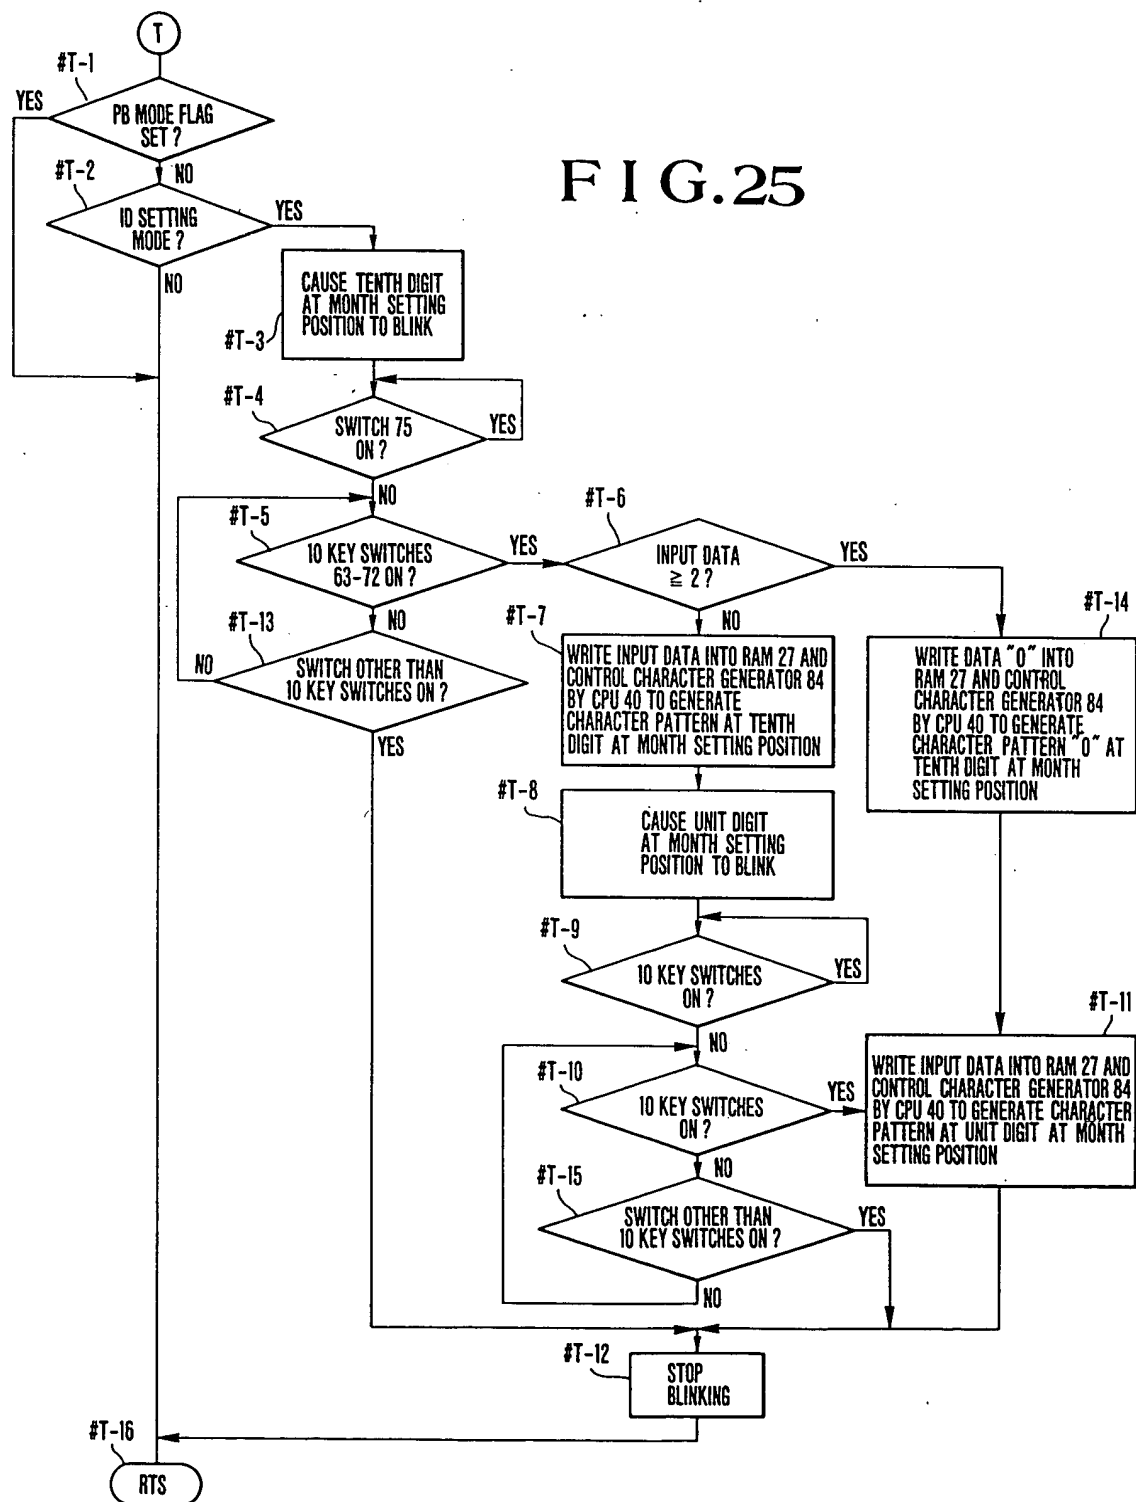 T
#T-1
YES
PB MODE FLAG
SET ?
NO
#T-2
ID SETTING
MODE ?
YES
NO
FIG.25
CAUSE TENTH DIGIT
AT MONTH SETTING
POSITION TO BLINK
#T-3
#T-4
SWITCH 75
ON ?
YES
NO
#T-5
10 KEY SWITCHES
63-72 ON ?
YES
NO
#T-6
INPUT DATA
≧ 2 ?
YES
NO
#T-13
SWITCH OTHER THAN
10 KEY SWITCHES ON ?
NO
YES
#T-7
WRITE INPUT DATA INTO RAM 27 AND
CONTROL CHARACTER GENERATOR 84
BY CPU 40 TO GENERATE
CHARACTER PATTERN AT TENTH
DIGIT AT MONTH SETTING POSITION
#T-14
WRITE DATA "0" INTO
RAM 27 AND CONTROL
CHARACTER GENERATOR 84
BY CPU 40 TO GENERATE
CHARACTER PATTERN "0" AT
TENTH DIGIT AT MONTH
SETTING POSITION
#T-8
CAUSE UNIT DIGIT
AT MONTH SETTING
POSITION TO BLINK
#T-9
10 KEY SWITCHES
ON ?
YES
NO
#T-10
10 KEY SWITCHES
ON ?
YES
NO
#T-11
WRITE INPUT DATA INTO RAM 27 AND
CONTROL CHARACTER GENERATOR 84
BY CPU 40 TO GENERATE CHARACTER
PATTERN AT UNIT DIGIT AT MONTH
SETTING POSITION
#T-15
SWITCH OTHER THAN
10 KEY SWITCHES ON ?
YES
NO
#T-12
STOP
BLINKING
#T-16
RTS